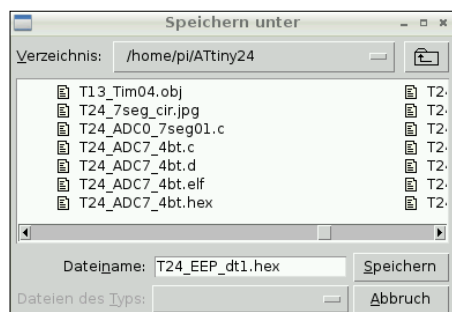 Speichern unter
Verzeichnis: /home/pi/ATtiny24
T13_Tim04.obj
T24_7seg_cir.jpg
T24_ADC0_7seg01.c
T24_ADC7_4bt.c
T24_ADC7_4bt.d
T24_ADC7_4bt.elf
T24_ADC7_4bt.hex
Dateiname: T24_EEP_dt1.hex Speichern
Dateien des Typs: Abbruch